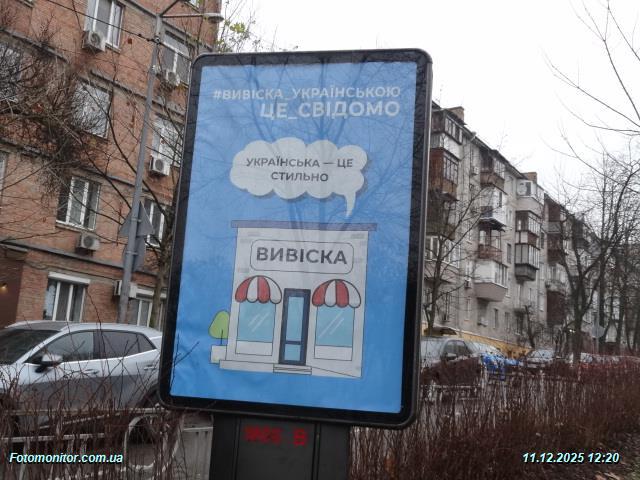 #ВИВІСКА_УКРАЇНСЬКОЮ
ЦЕ_СВІДОМО
УКРАЇНСЬКА — ЦЕ
СТИЛЬНО
ВИВІСКА
Fotomonitor.com.ua
11.12.2025 12:20